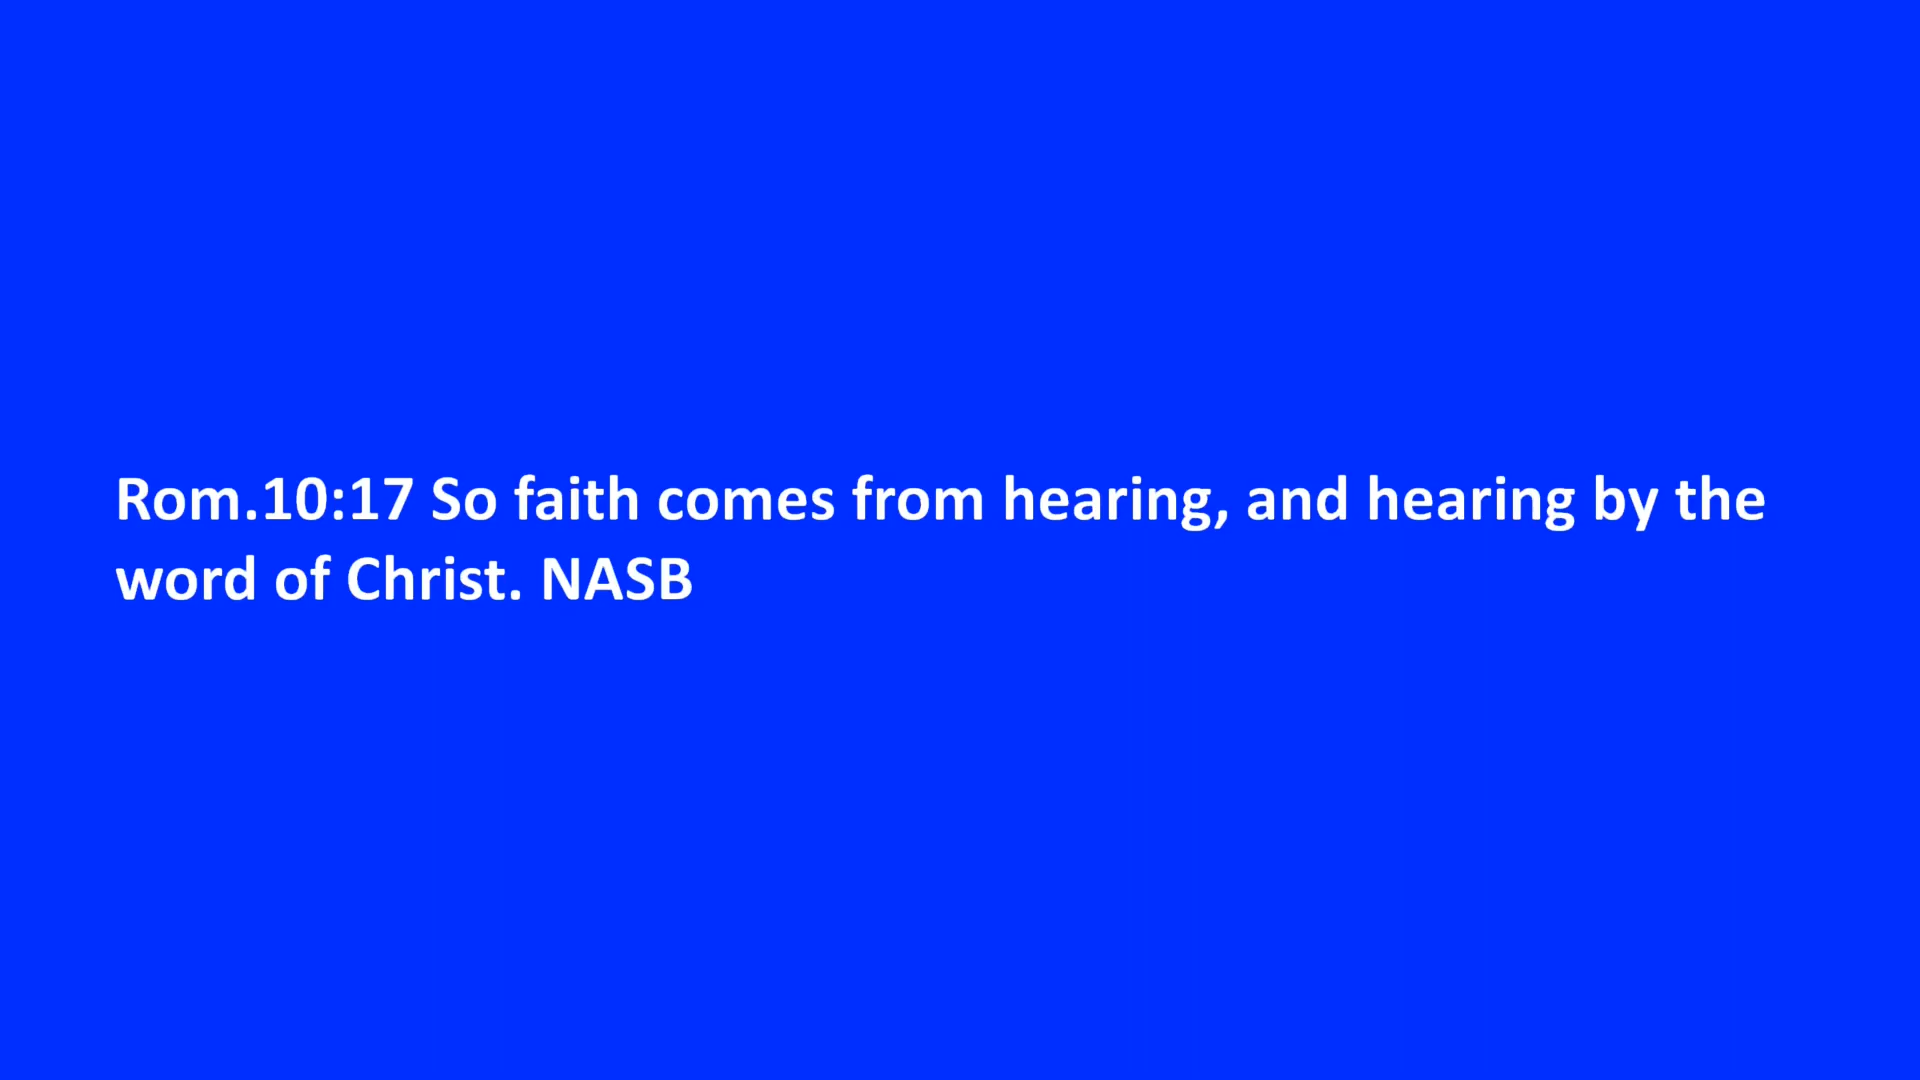 Rom.10:17 So faith comes from hearing, and hearing by the
word of Christ. NASB